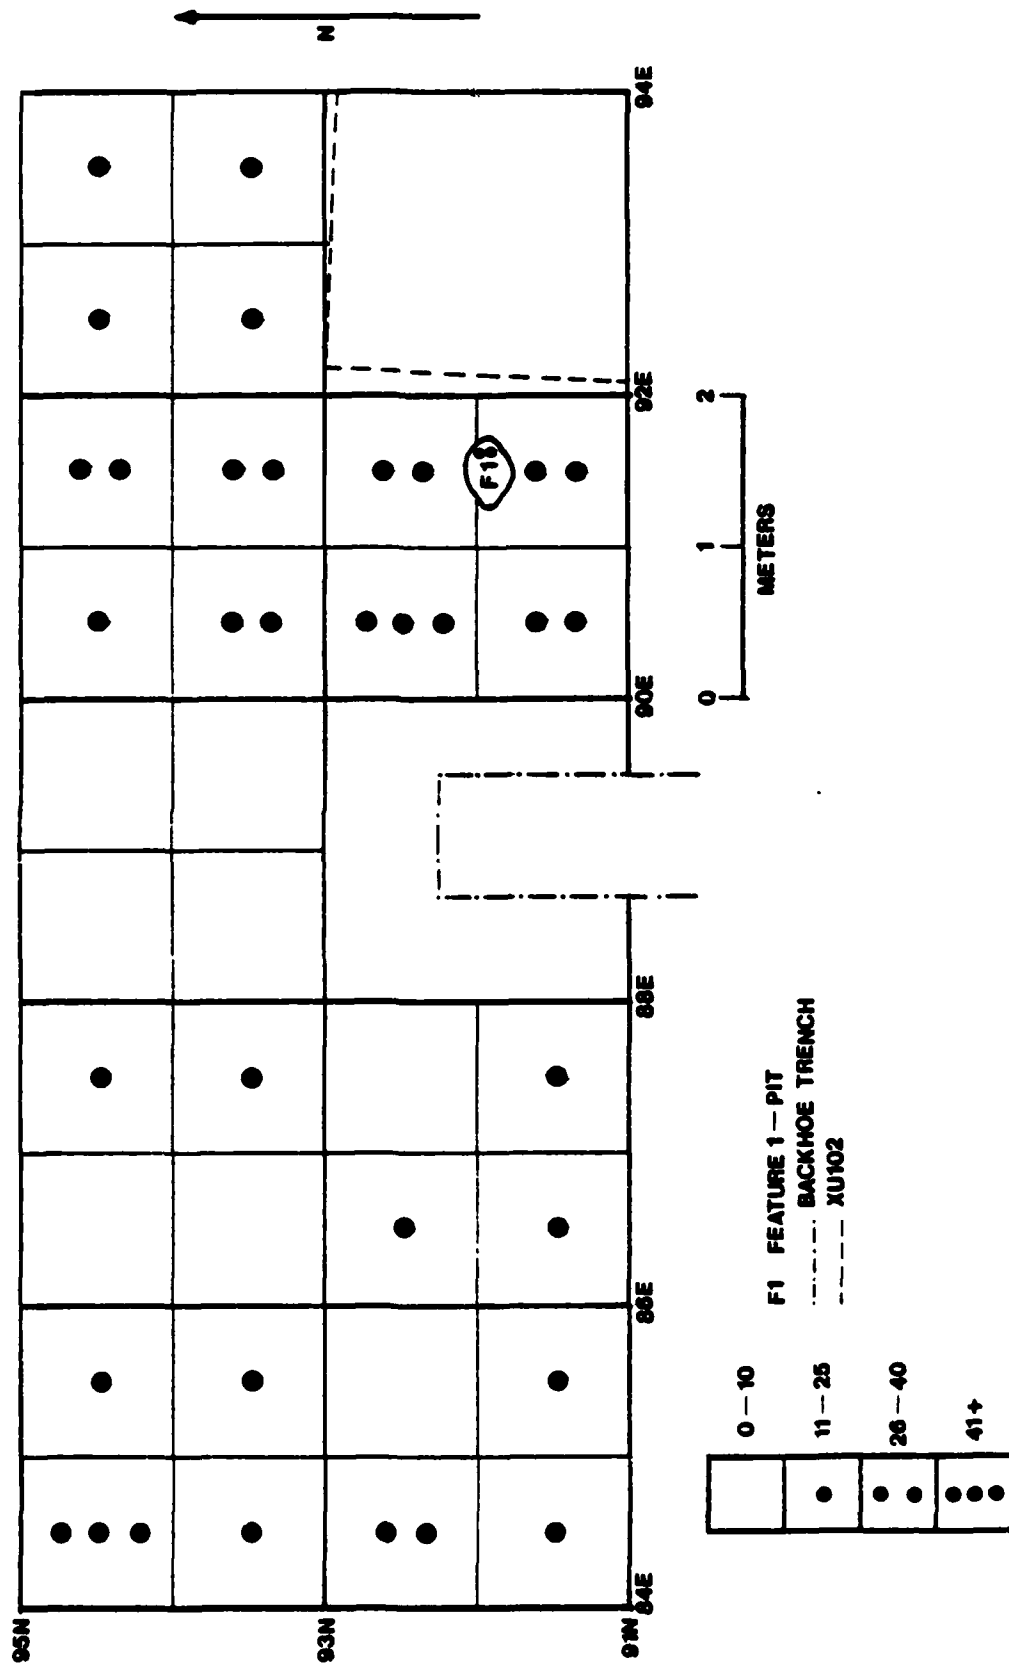 N
95N
93N
91N
84E
86E
88E
90E
92E
94E
F16
0 1 2
METERS
0–10
11–25
26–40
41+
F1 FEATURE 1–PIT
BACKHOE TRENCH
XU102